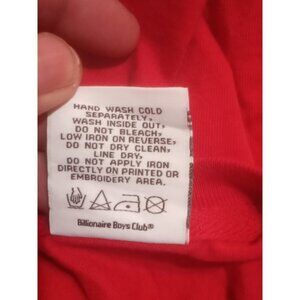 HAND WASH COLD
SEPARATELY,
WASH INSIDE OUT,
DO NOT BLEACH,
LOW IRON ON REVERSE,
DO NOT DRY CLEAN,
LINE DRY,
DO NOT APPLY IRON
DIRECTLY ON PRINTED OR
EMBROIDERY AREA.
Billionaire Boys Club®